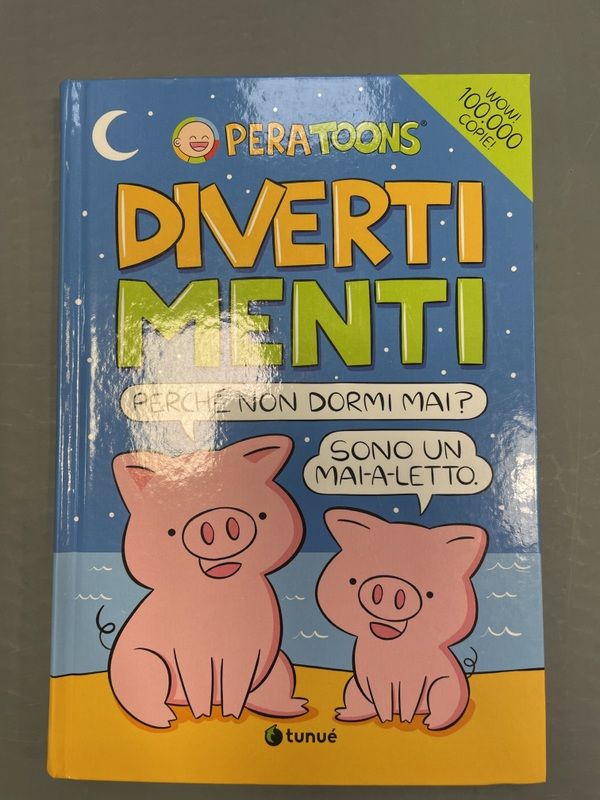 WOW!
100.000
COPIE!
PERATOONS®
DIVERTI
MENTI
PERCHÉ NON DORMI MAI?
SONO UN
MAI-A-LETTO.
tunué